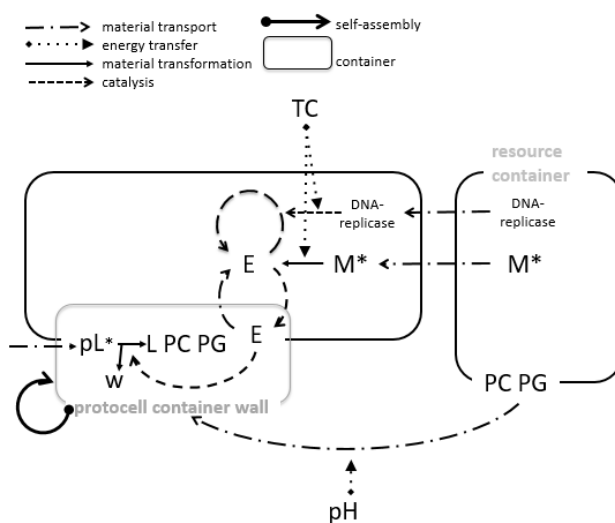 material transport
energy transfer
material transformation
catalysis
self-assembly
container
TC
resource
container
DNA-
replicase
DNA-
replicase
E
M*
M*
pL* L PC PG E
w
protocell container wall
PC PG
pH